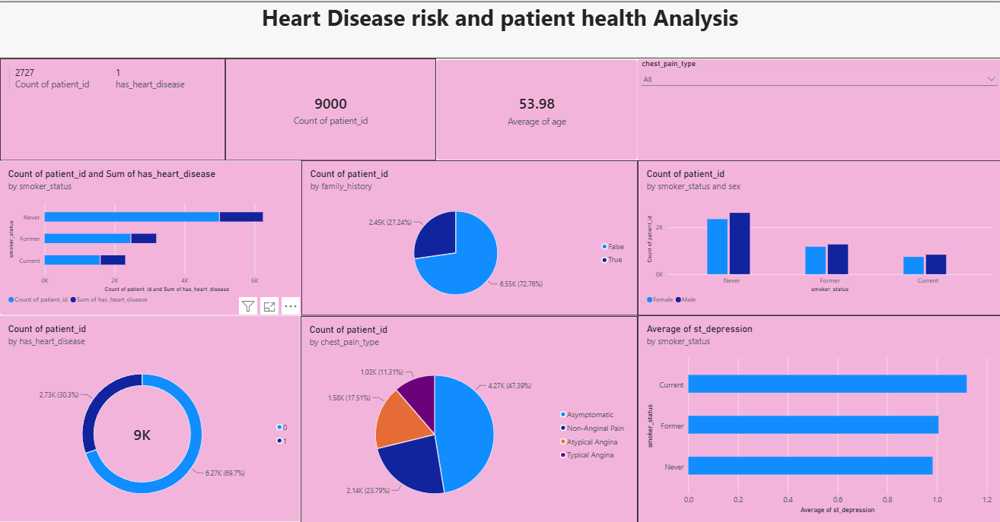 Heart Disease risk and patient health Analysis
2727
Count of patient_id
1
has_heart_disease
9000
Count of patient_id
53.98
Average of age
chest_pain_type
All
Count of patient_id and Sum of has_heart_disease
by smoker_status
smoker_status
Never
Former
Current
0K 2K 4K 6K
Count of patient_id and Sum of has_heart_disease
Count of patient_id Sum of has_heart_disease
Count of patient_id
by family_history
2.45K (27.24%)
6.55K (72.76%)
False
True
Count of patient_id
by smoker_status and sex
Count of patient_id
2K
0K
Never Former Current
smoker_status
Female Male
Count of patient_id
by has_heart_disease
2.73K (30.3%)
9K
6.27K (69.7%)
0
1
Count of patient_id
by chest_pain_type
1.02K (11.31%)
4.27K (47.39%)
1.58K (17.51%)
2.14K (23.79%)
Asymptomatic
Non-Anginal Pain
Atypical Angina
Typical Angina
Average of st_depression
by smoker_status
smoker_status
Current
Former
Never
0.0 0.2 0.4 0.6 0.8 1.0 1.2
Average of st_depression